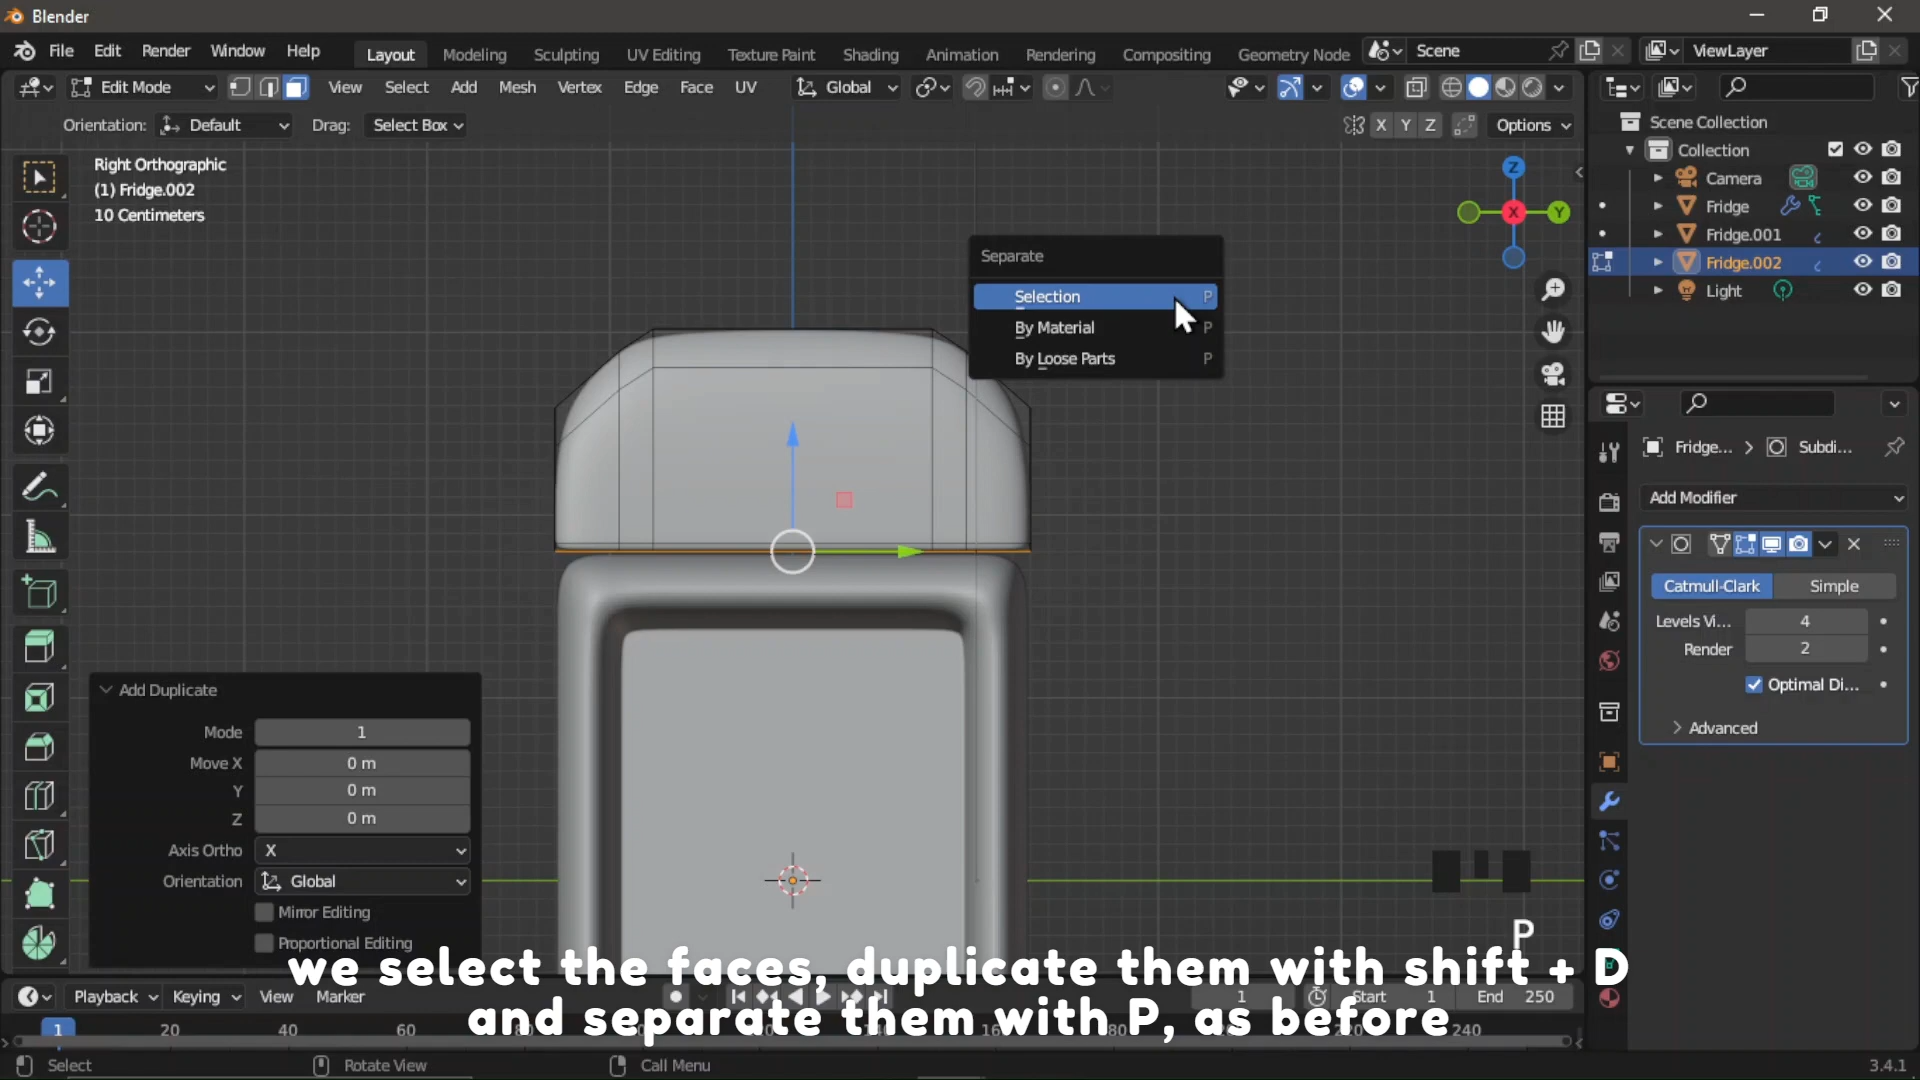 Blender
File Edit Render Window Help Layout Modeling Sculpting UV Editing Texture Paint Shading Animation Rendering Compositing Geometry Node Scene ViewLayer
Edit Mode View Select Add Mesh Vertex Edge Face UV Global
Orientation: Default Drag: Select Box X Y Z Options
Right Orthographic
(1) Fridge.002
10 Centimeters
Z
X
Y
Separate
Selection P
By Material P
By Loose Parts P
Scene Collection
Collection
Camera
Fridge
Fridge.001
Fridge.002
Light
Fridge... > Subdi...
Add Modifier
Catmull-Clark Simple
Levels Vi... 4
Render 2
Optimal Di...
Advanced
Add Duplicate
Mode 1
Move X 0 m
Y 0 m
Z 0 m
Axis Ortho X
Orientation Global
Mirror Editing
Proportional Editing
P
we select the faces, duplicate them with shift + D
and separate them with P, as before
Playback Keying View Marker 1 Start 1 End 250
1 20 40 60 240
Select Rotate View Call Menu 3.4.1